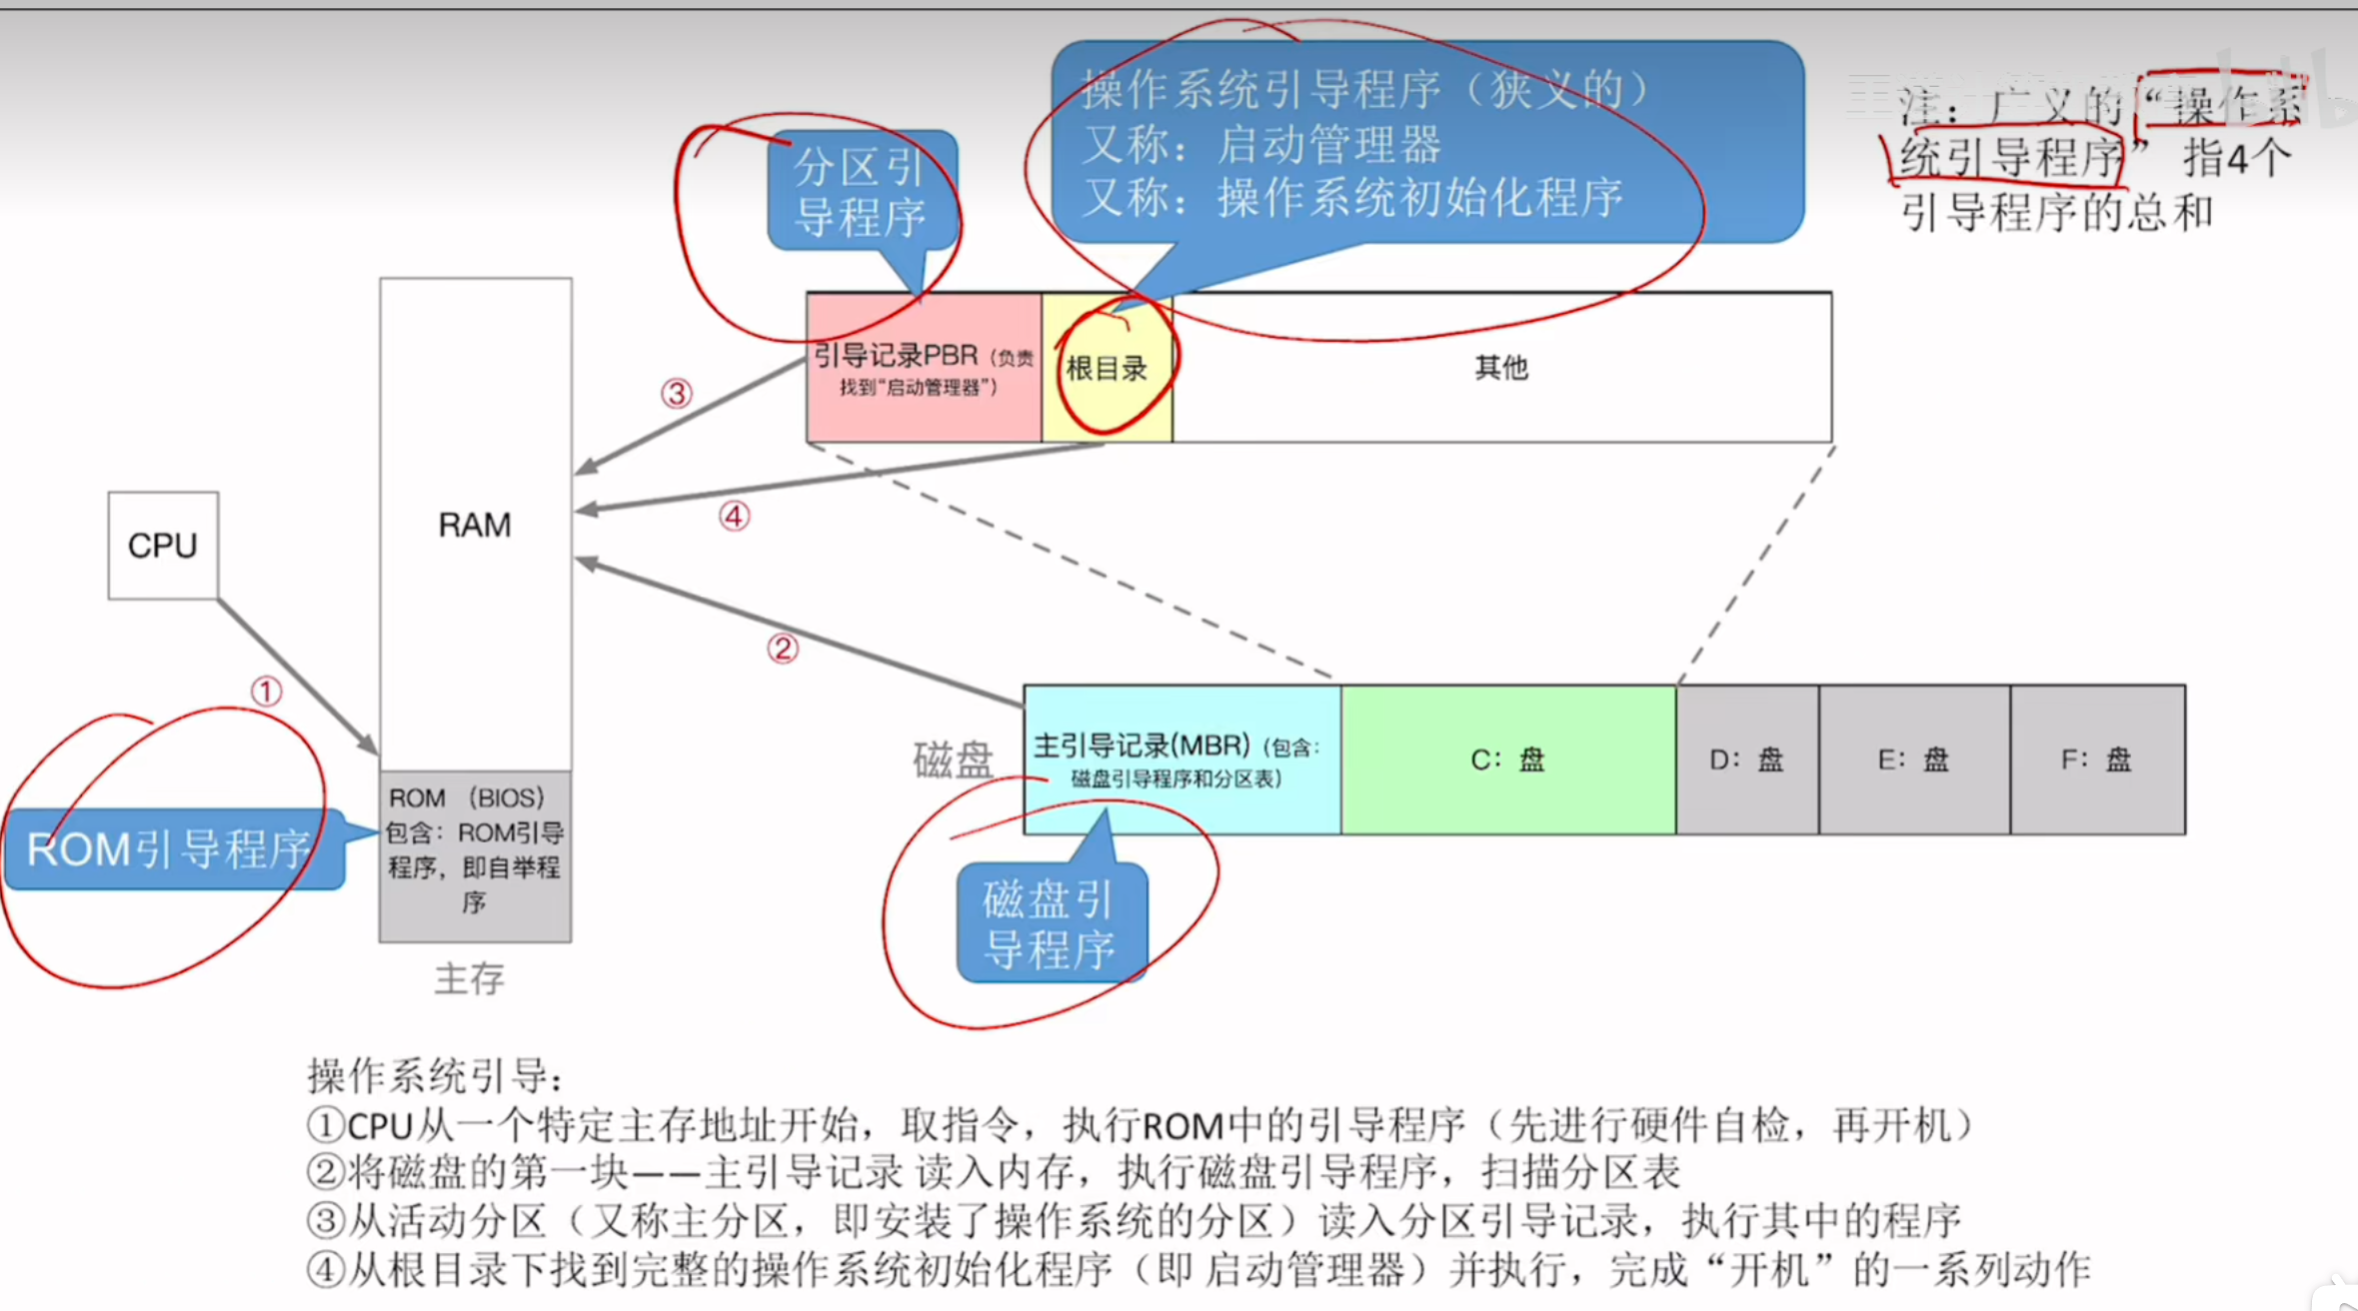 操作系统引导程序（狭义的）
又称：启动管理器
又称：操作系统初始化程序
注：广义的“操作系
统引导程序”指4个
引导程序的总和
分区引
导程序
引导记录PBR（负责
找到“启动管理器”）
根目录
其他
③
④
RAM
CPU
②
①
磁盘
主引导记录(MBR)（包含：
磁盘引导程序和分区表）
C：盘
D：盘
E：盘
F：盘
ROM（BIOS）
包含：ROM引导
程序，即自举程
序
ROM引导程序
主存
磁盘引
导程序
操作系统引导：
①CPU从一个特定主存地址开始，取指令，执行ROM中的引导程序（先进行硬件自检，再开机）
②将磁盘的第一块——主引导记录 读入内存，执行磁盘引导程序，扫描分区表
③从活动分区（又称主分区，即安装了操作系统的分区）读入分区引导记录，执行其中的程序
④从根目录下找到完整的操作系统初始化程序（即 启动管理器）并执行，完成“开机”的一系列动作